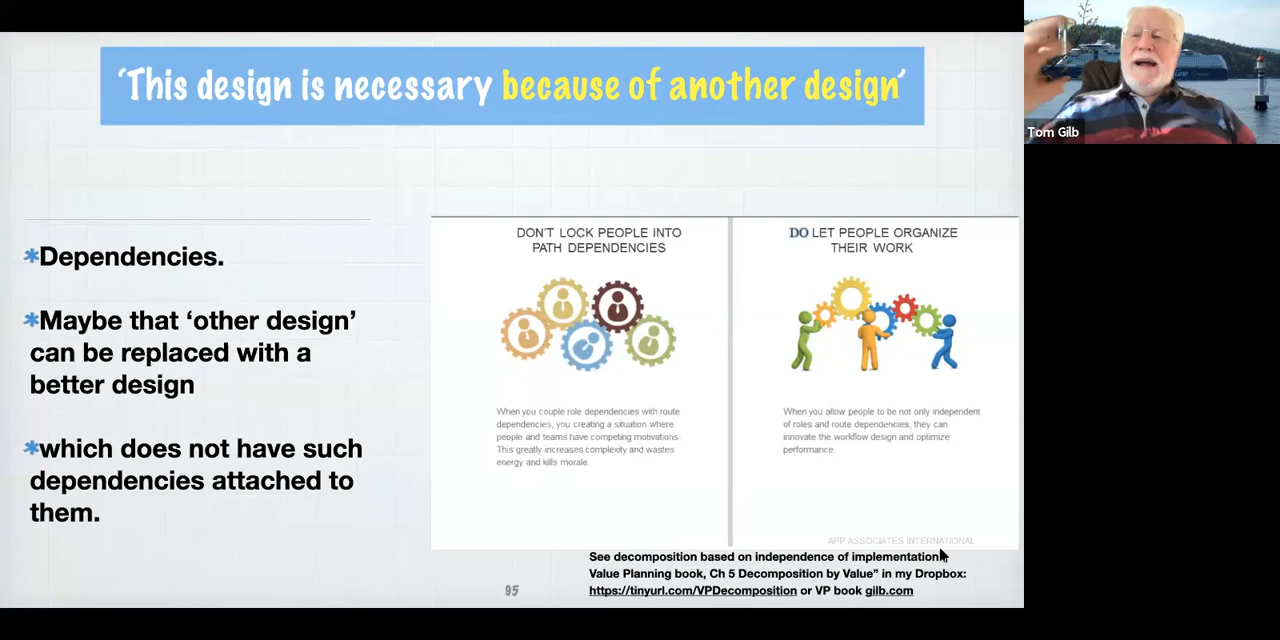 ‘This design is necessary because of another design’
Tom Gilb
*Dependencies.
*Maybe that ‘other design’
can be replaced with a
better design
*which does not have such
dependencies attached to
them.
DON'T LOCK PEOPLE INTO
PATH DEPENDENCIES
When you couple role dependencies with route
dependencies, you creating a situation where
people and teams have competing motivations.
This greatly increases complexity and wastes
energy and kills morale.
DO LET PEOPLE ORGANIZE
THEIR WORK
When you allow people to be not only independent
of roles and route dependencies, they can
innovate the workflow design and optimize
performance.
APP ASSOCIATES INTERNATIONAL
See decomposition based on independence of implementation
Value Planning book, Ch 5 Decomposition by Value” in my Dropbox:
https://tinyurl.com/VPDecomposition or VP book gilb.com
95